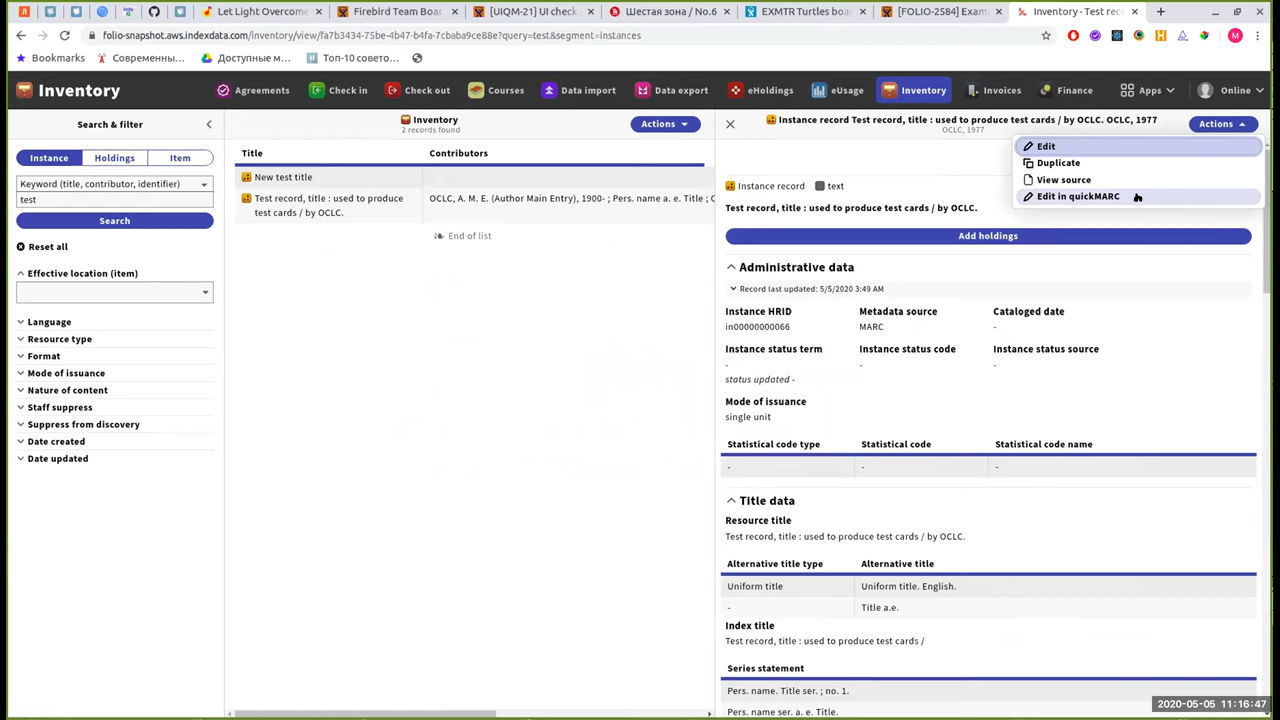 Let Light Overcome
Firebird Team Boar
[UIQM-21] UI check
Шестая зона / No.6
EXMTR Turtles boar
[FOLIO-2584] Exam
Inventory - Test reco
folio-snapshot.aws.indexdata.com/inventory/view/fa7b3434-75be-4b47-b4fa-7cbaba9ce88e?query=test&segment=instances
Bookmarks
Современны...
Доступные м...
Топ-10 совето...
Inventory
Agreements
Check in
Check out
Courses
Data import
Data export
eHoldings
eUsage
Inventory
Invoices
Finance
Apps
Online
Search & filter
Instance
Holdings
Item
Keyword (title, contributor, identifier)
test
Search
Reset all
Effective location (item)
Language
Resource type
Format
Mode of issuance
Nature of content
Staff suppress
Suppress from discovery
Date created
Date updated
Inventory
2 records found
Actions
Title
Contributors
New test title
Test record, title : used to produce test cards / by OCLC.
OCLC, A. M. E. (Author Main Entry), 1900- ; Pers. name a. e. Title ; C
End of list
Instance record Test record, title : used to produce test cards / by OCLC. OCLC, 1977
OCLC, 1977
Actions
Edit
Duplicate
View source
Edit in quickMARC
Instance record
text
Test record, title : used to produce test cards / by OCLC.
Add holdings
Administrative data
Record last updated: 5/5/2020 3:49 AM
Instance HRID
Metadata source
Cataloged date
in00000000066
MARC
-
Instance status term
Instance status code
Instance status source
-
-
-
status updated -
Mode of issuance
single unit
Statistical code type
Statistical code
Statistical code name
-
-
-
Title data
Resource title
Test record, title : used to produce test cards / by OCLC.
Alternative title type
Alternative title
Uniform title
Uniform title. English.
-
Title a.e.
Index title
Test record, title : used to produce test cards /
Series statement
Pers. name. Title ser. ; no. 1.
Pers. name ser. a. e. Title.
2020-05-05 11:16:47